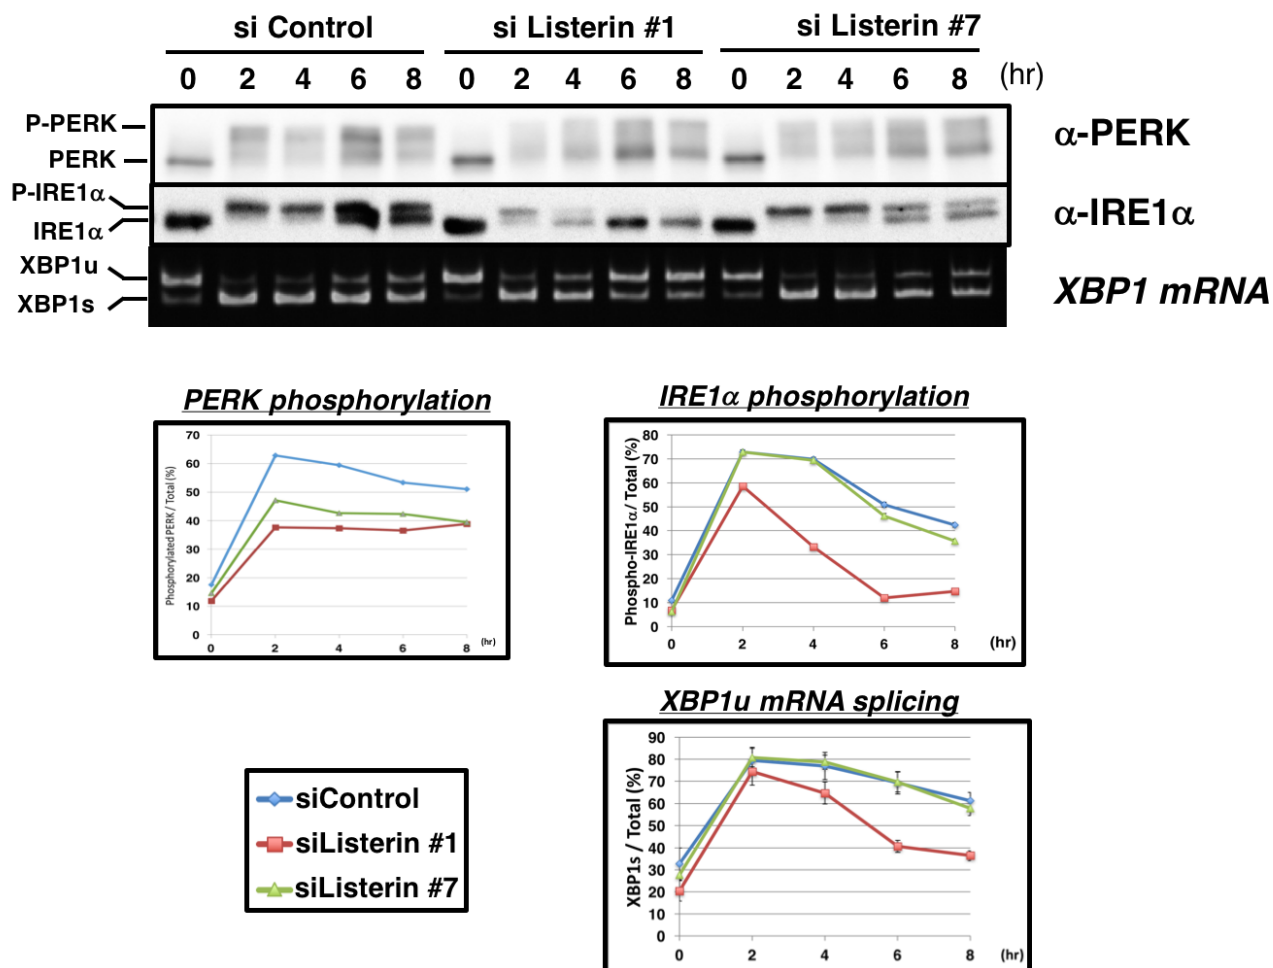 si Control si Listerin #1 si Listerin #7
0 2 4 6 8 0 2 4 6 8 0 2 4 6 8 (hr)
P-PERK
PERK
α-PERK
P-IRE1α
IRE1α
α-IRE1α
XBP1u
XBP1s
XBP1 mRNA
PERK phosphorylation
70
60
50
40
30
20
10
0
Phosphorylated PERK / Total (%)
0 2 4 6 8 (hr)
IRE1α phosphorylation
80
70
60
50
40
30
20
10
0
Phospho-IRE1α/ Total (%)
0 2 4 6 8 (hr)
XBP1u mRNA splicing
90
80
70
60
50
40
30
20
10
0
XBP1s / Total (%)
0 2 4 6 8 (hr)
siControl
siListerin #1
siListerin #7